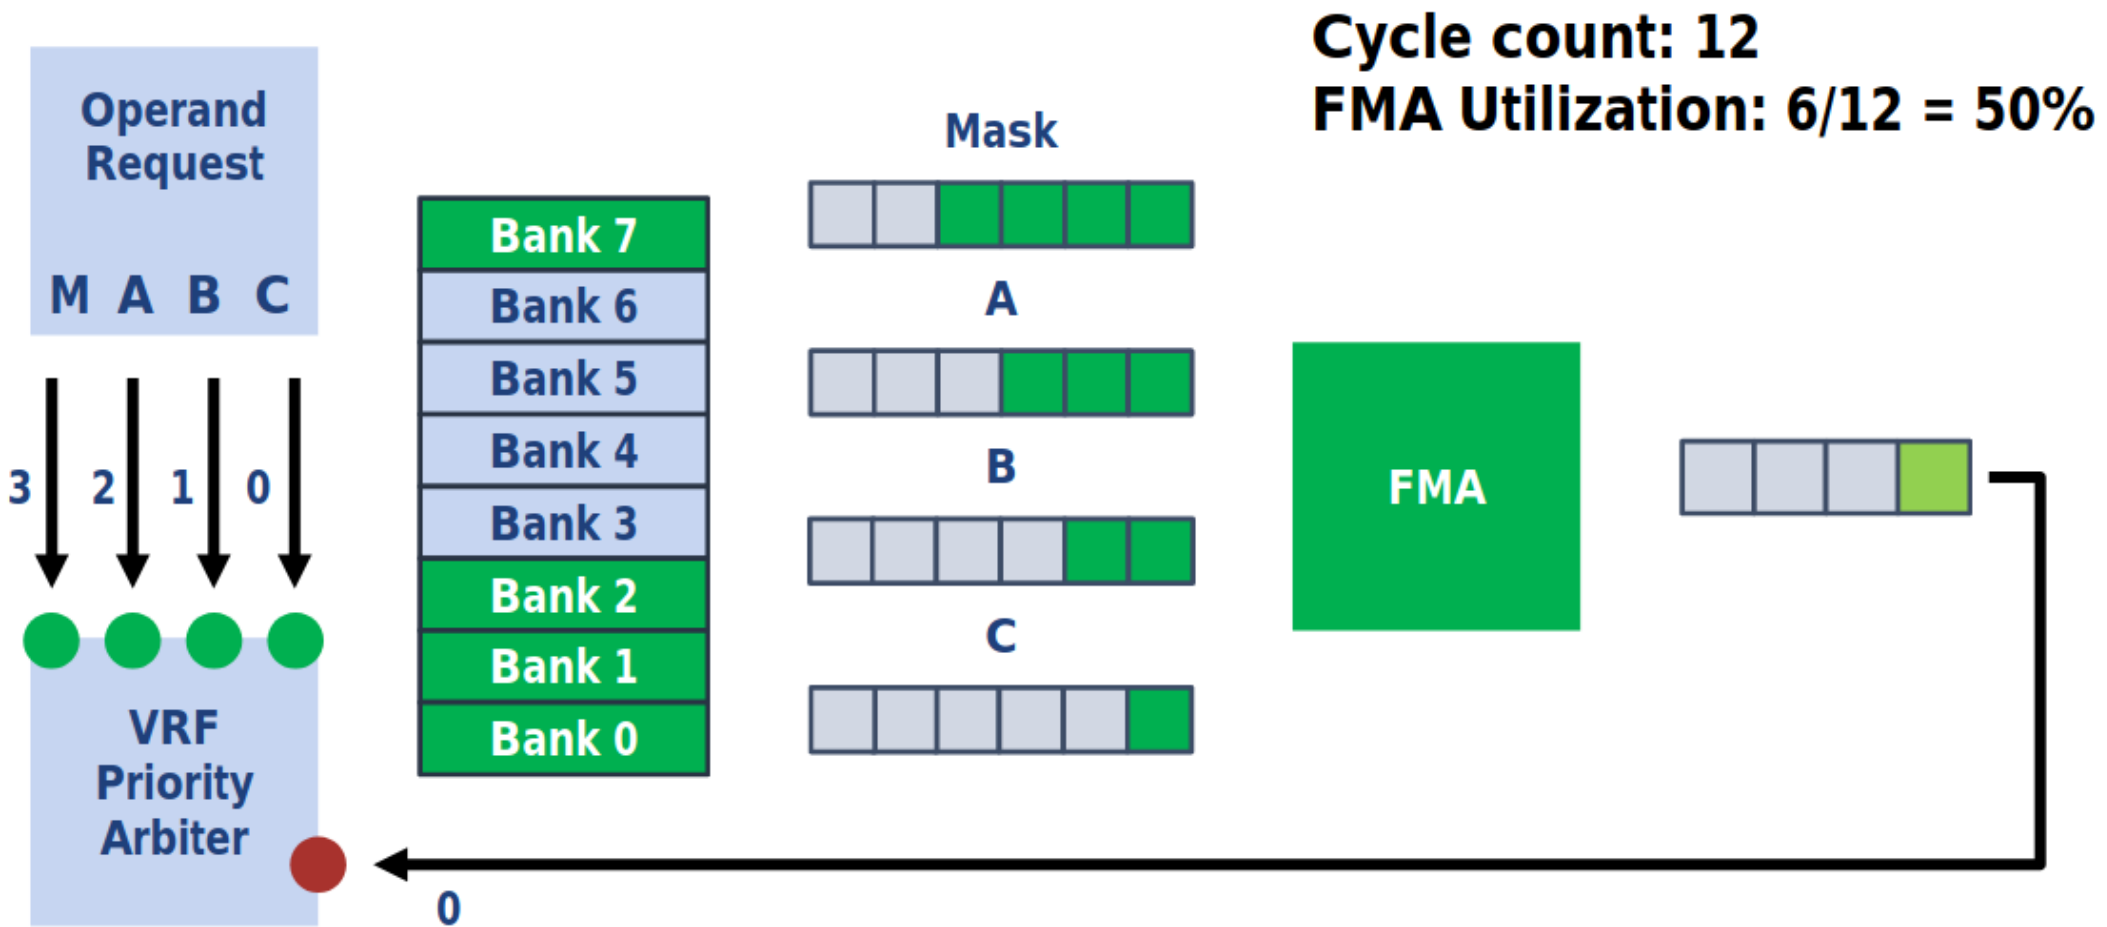 Cycle count: 12
FMA Utilization: 6/12 = 50%
Operand
Request
M A B C
3 2 1 0
VRF
Priority
Arbiter
Bank 7
Bank 6
Bank 5
Bank 4
Bank 3
Bank 2
Bank 1
Bank 0
Mask
A
B
C
FMA
0